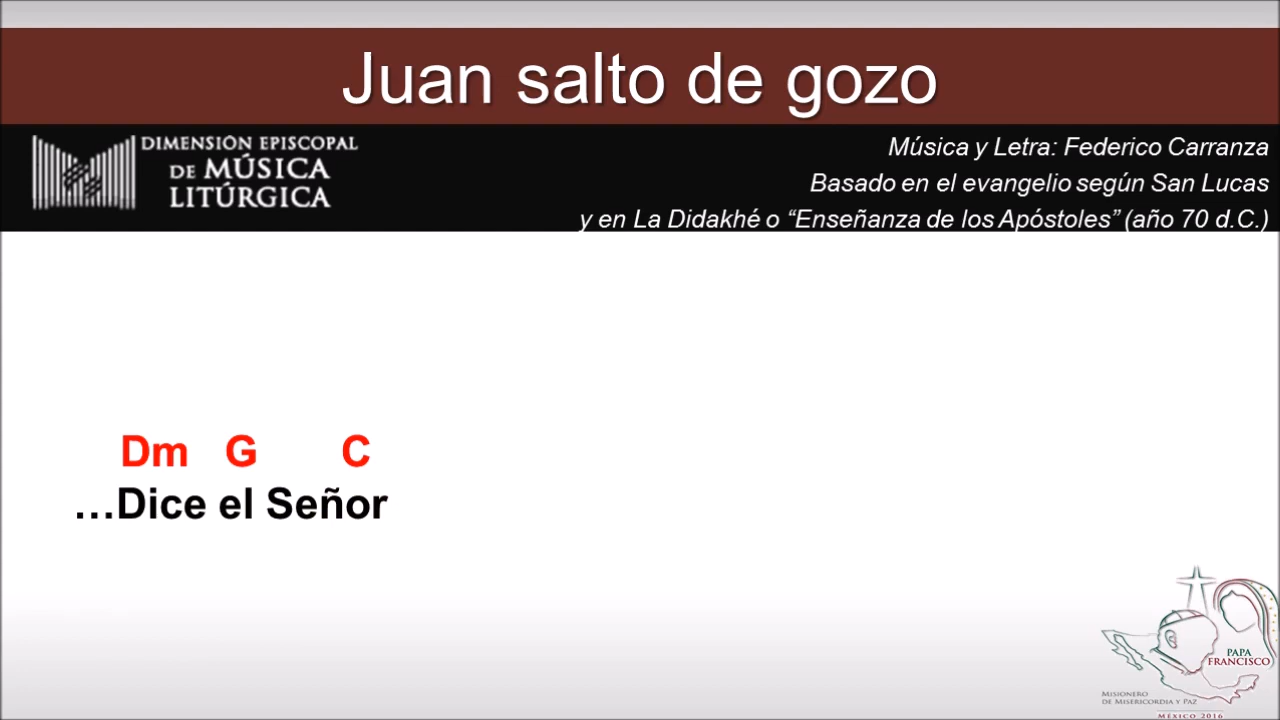 Juan salto de gozo
DIMENSIÓN EPISCOPAL
DE MÚSICA
LITÚRGICA
Música y Letra: Federico Carranza
Basado en el evangelio según San Lucas
y en La Didakhé o “Enseñanza de los Apóstoles” (año 70 d.C.)
Dm G C
…Dice el Señor
PAPA
FRANCISCO
MISIONERO
DE MISERICORDIA Y PAZ
MÉXICO 2016